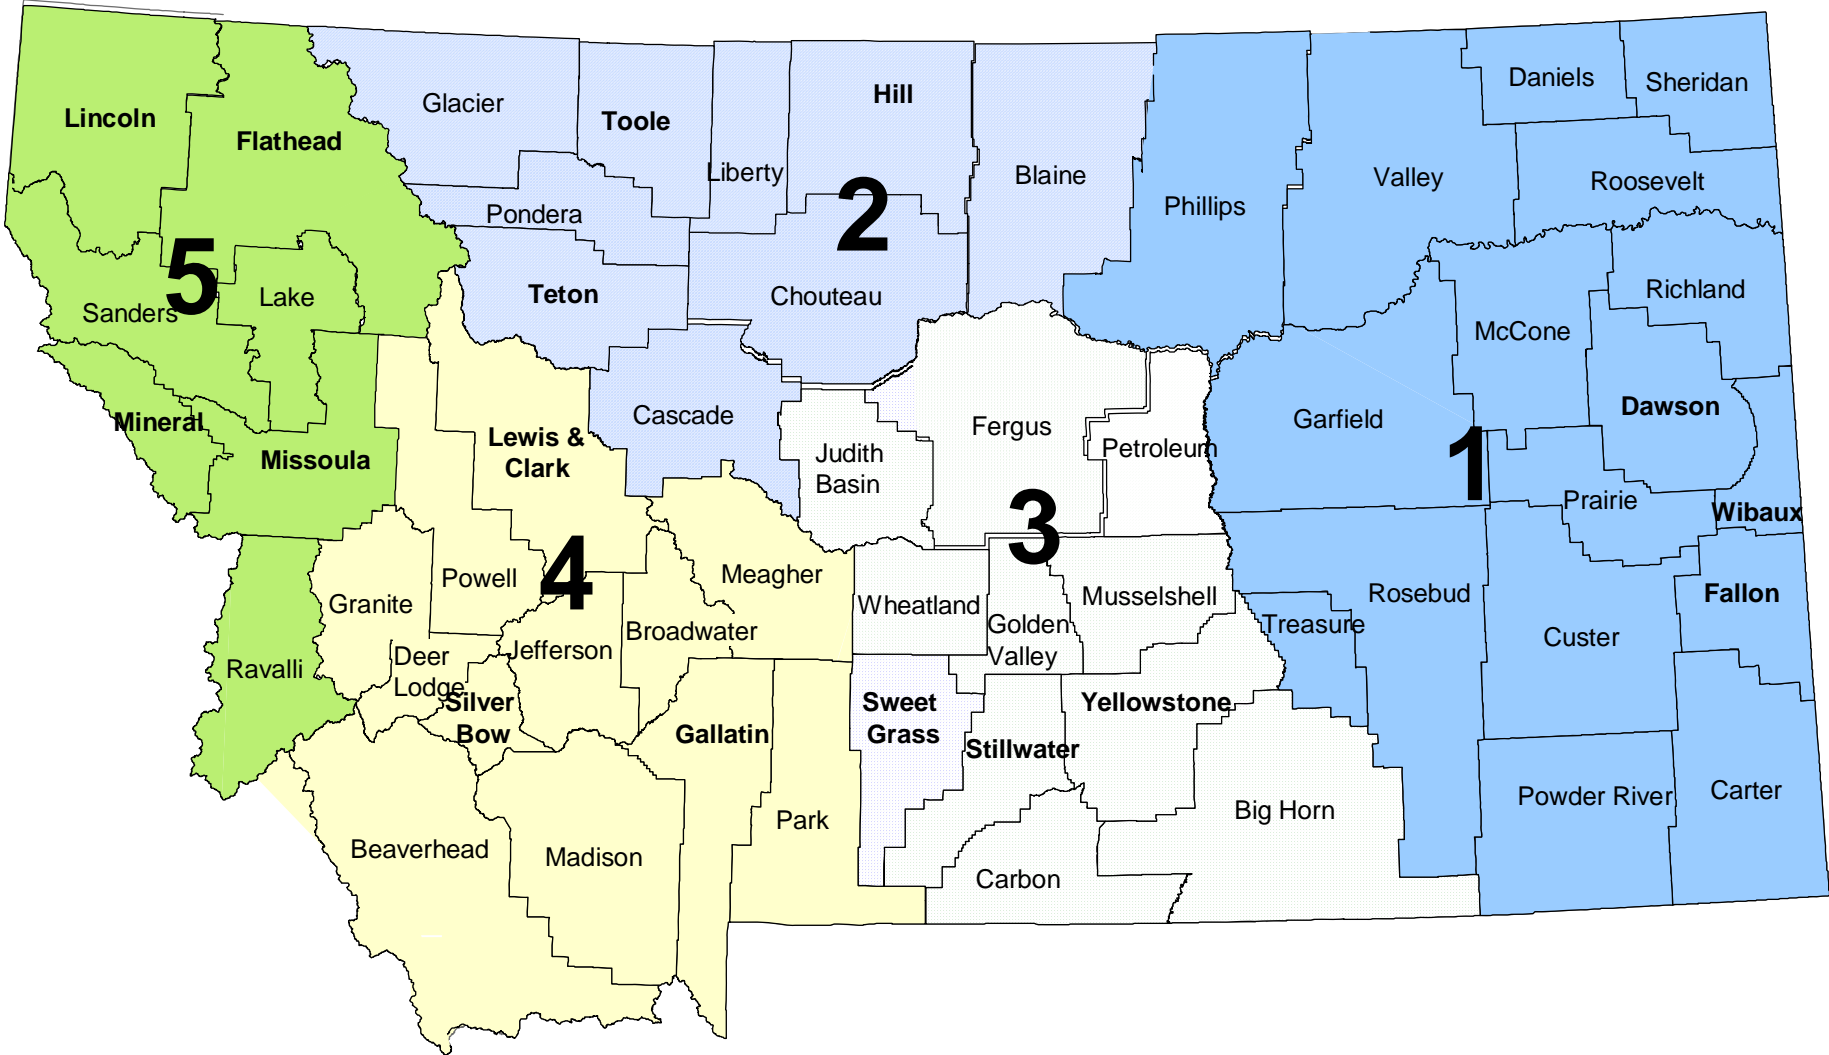 Daniels
Sheridan
Hill
Glacier
Lincoln
Toole
Flathead
Liberty
Blaine
Valley
Roosevelt
Phillips
Pondera
2
5
Lake
Teton
Chouteau
Richland
Sanders
McCone
Mineral
Cascade
Fergus
Garfield
Dawson
Missoula
Lewis &
Clark
Judith
Basin
Petroleum
1
Prairie
Wibaux
3
4
Powell
Meagher
Granite
Wheatland
Musselshell
Rosebud
Fallon
Golden
Valley
Treasure
Custer
Broadwater
Jefferson
Deer
Lodge
Ravalli
Silver
Bow
Gallatin
Sweet
Grass
Yellowstone
Stillwater
Park
Big Horn
Powder River
Carter
Beaverhead
Madison
Carbon